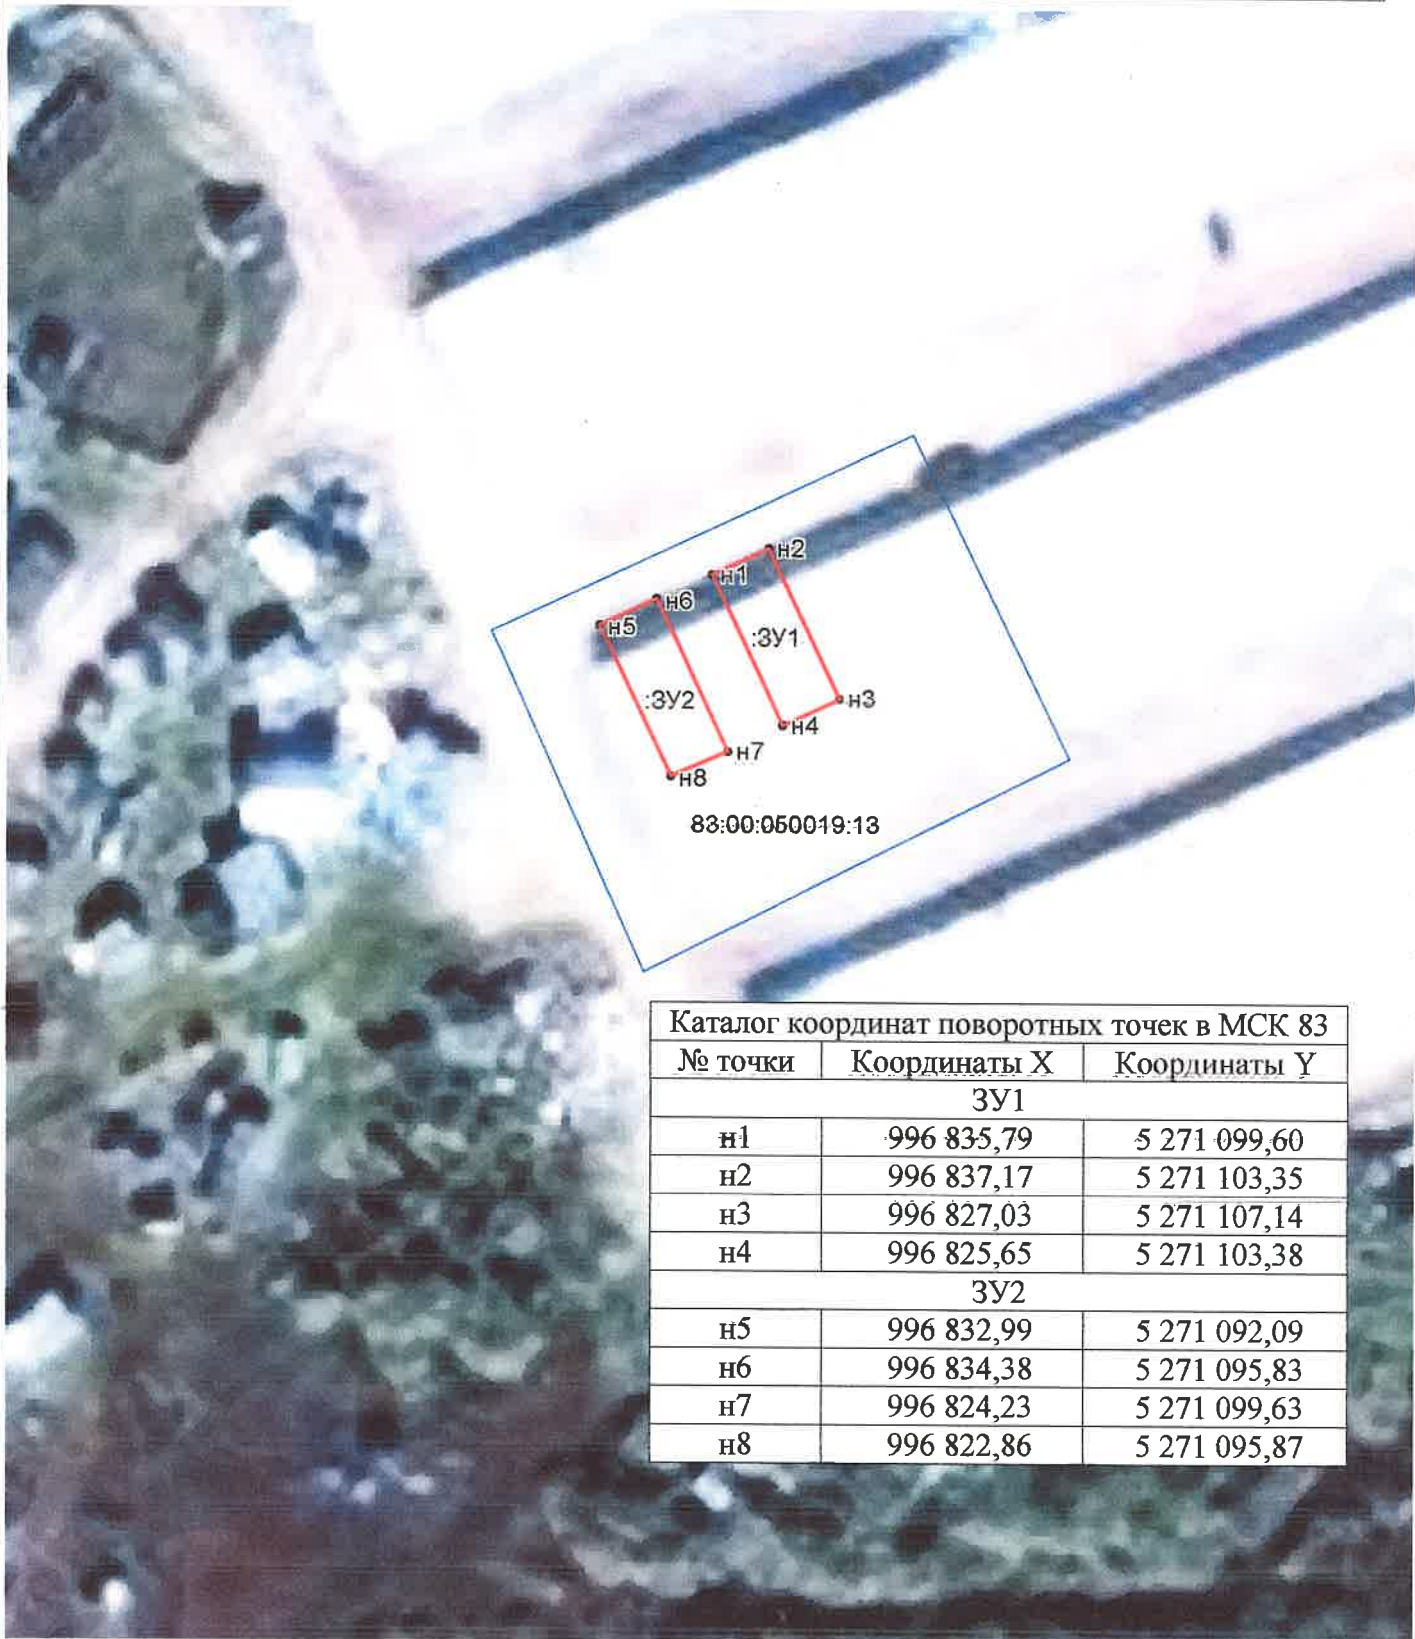 н2
н1
н6
н5
:ЗУ1
:ЗУ2
н3
н4
н7
н8
83:00:050019:13
Каталог координат поворотных точек в МСК 83
№ точки Координаты X Координаты Y
ЗУ1
н1 996 835,79 5 271 099,60
н2 996 837,17 5 271 103,35
н3 996 827,03 5 271 107,14
н4 996 825,65 5 271 103,38
ЗУ2
н5 996 832,99 5 271 092,09
н6 996 834,38 5 271 095,83
н7 996 824,23 5 271 099,63
н8 996 822,86 5 271 095,87